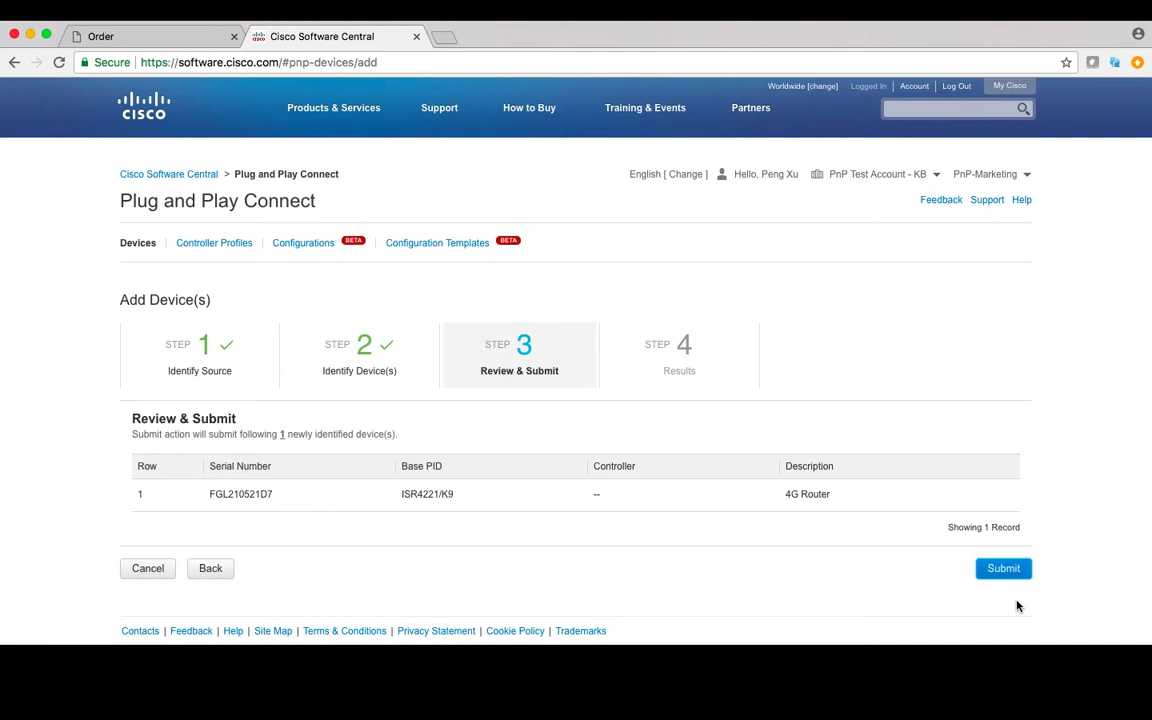 Order
Cisco Software Central
Secure https://software.cisco.com/#pnp-devices/add
Worldwide [change] Logged In Account Log Out My Cisco
CISCO
Products & Services Support How to Buy Training & Events Partners
Cisco Software Central > Plug and Play Connect
English [ Change ] Hello, Peng Xu PnP Test Account - KB PnP-Marketing
Plug and Play Connect
Feedback Support Help
Devices Controller Profiles Configurations BETA Configuration Templates BETA
Add Device(s)
STEP 1 STEP 2 STEP 3 STEP 4
Identify Source Identify Device(s) Review & Submit Results
Review & Submit
Submit action will submit following 1 newly identified device(s).
Row Serial Number Base PID Controller Description
1 FGL210521D7 ISR4221/K9 -- 4G Router
Showing 1 Record
Cancel Back Submit
Contacts | Feedback | Help | Site Map | Terms & Conditions | Privacy Statement | Cookie Policy | Trademarks